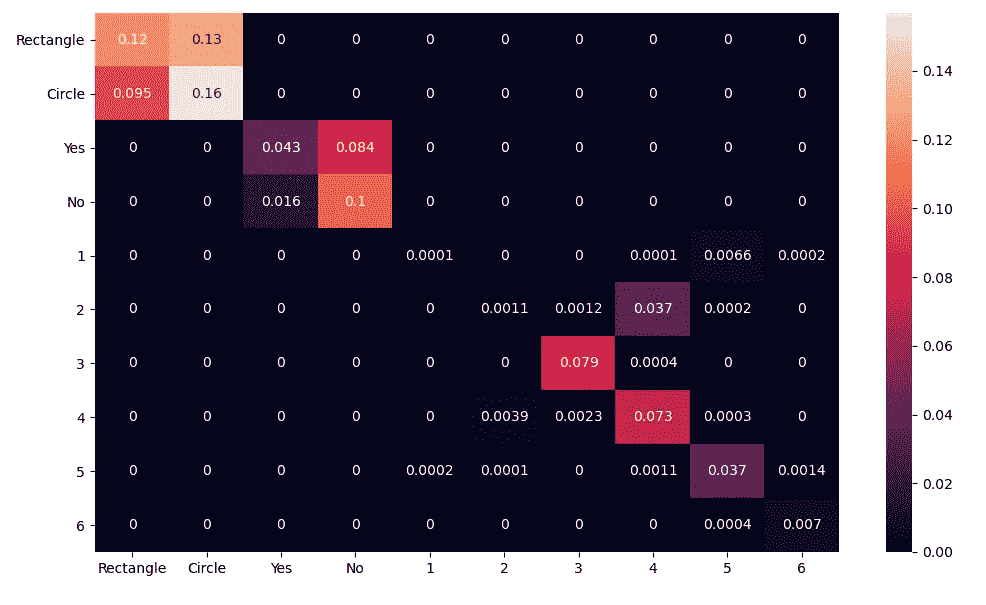 Rectangle 0.12 0.13 0 0 0 0 0 0 0 0
Circle 0.095 0.16 0 0 0 0 0 0 0 0
Yes 0 0 0.043 0.084 0 0 0 0 0 0
No 0 0 0.016 0.1 0 0 0 0 0 0
1 0 0 0 0 0.0001 0 0 0.0001 0.0066 0.0002
2 0 0 0 0 0 0.0011 0.0012 0.037 0.0002 0
3 0 0 0 0 0 0 0.079 0.0004 0 0
4 0 0 0 0 0 0.0039 0.0023 0.073 0.0003 0
5 0 0 0 0 0.0002 0.0001 0 0.0011 0.037 0.0014
6 0 0 0 0 0 0 0 0 0.0004 0.007
Rectangle Circle Yes No 1 2 3 4 5 6
0.14
0.12
0.10
0.08
0.06
0.04
0.02
0.00